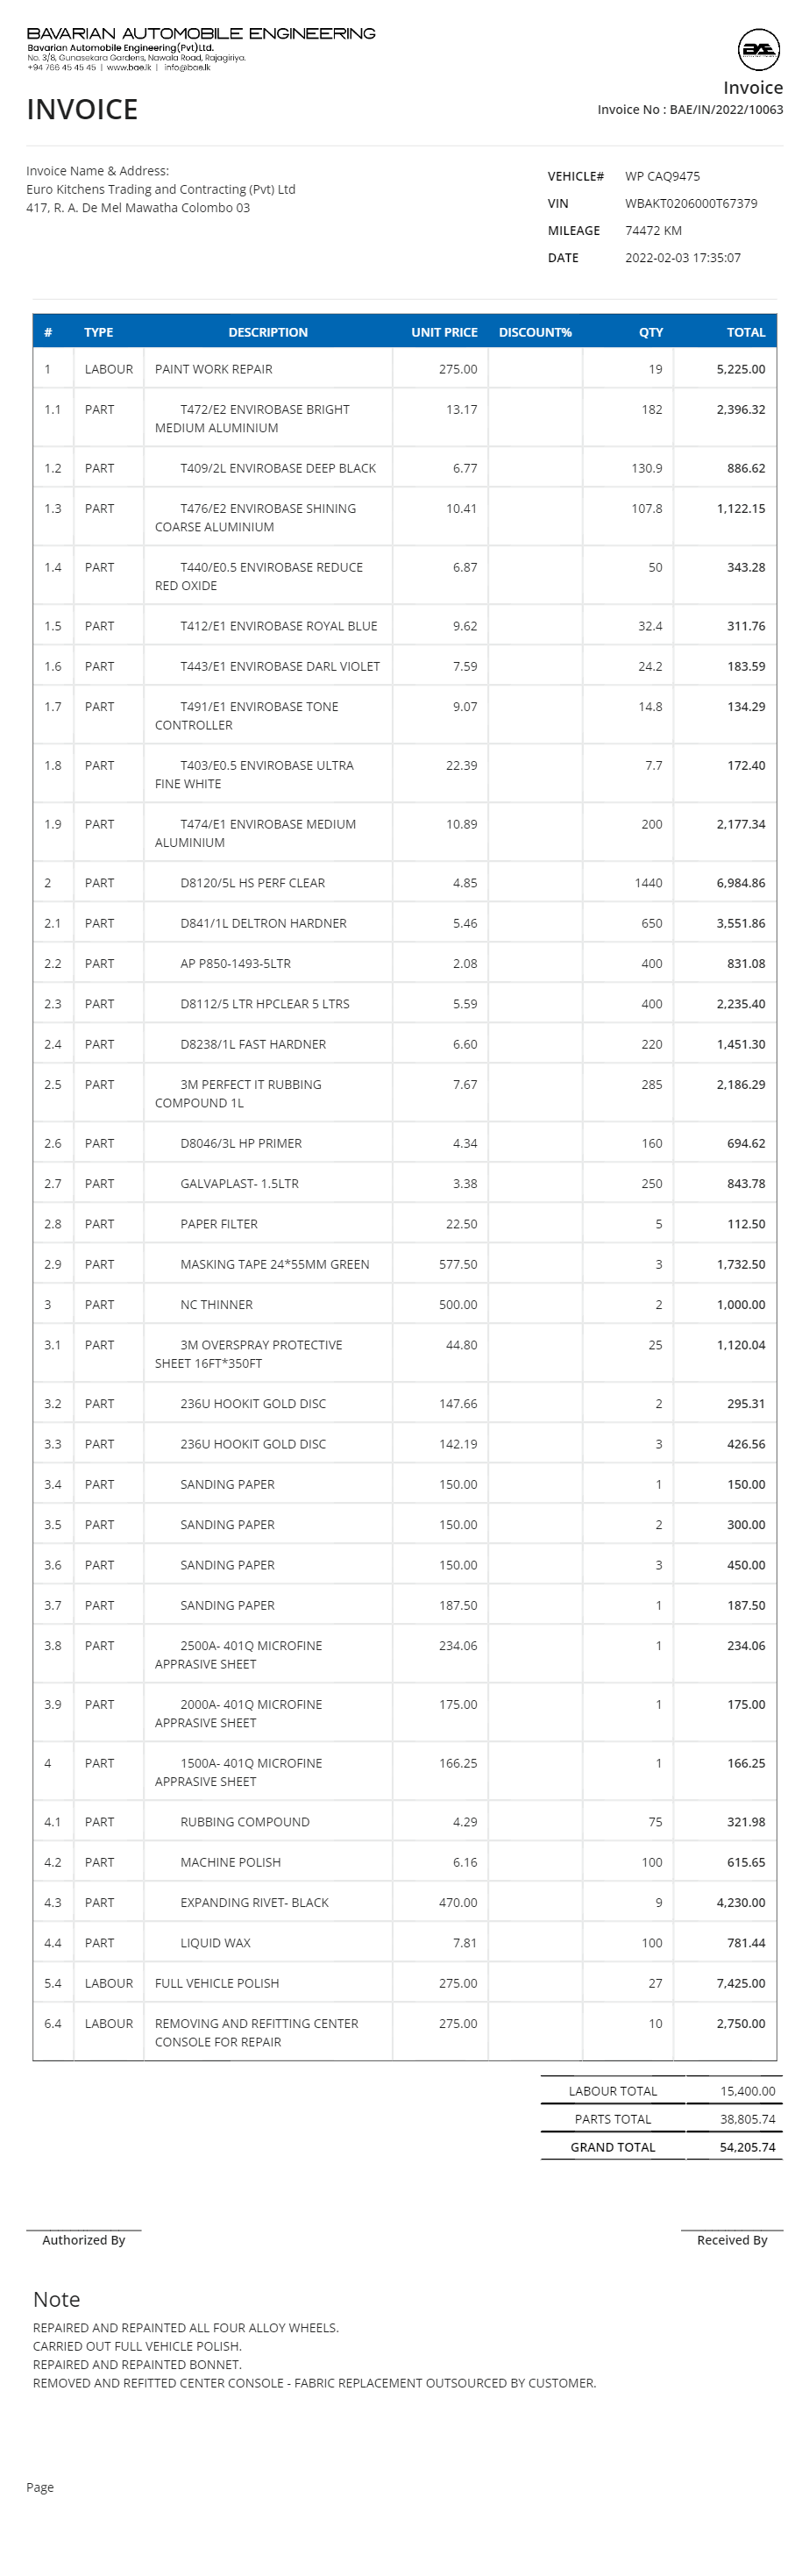 BAVARIAN AUTOMOBILE ENGINEERING
Bavarian Automobile Engineering(Pvt)Ltd.
No. 3/8, Gunasekara Gardens, Nawala Road, Rajagiriya.
+94 766 45 45 45 | www.bae.lk | info@bae.lk
BAE
Invoice
INVOICE
Invoice No : BAE/IN/2022/10063
Invoice Name & Address:
Euro Kitchens Trading and Contracting (Pvt) Ltd
417, R. A. De Mel Mawatha Colombo 03
VEHICLE# WP CAQ9475
VIN WBAKT0206000T67379
MILEAGE 74472 KM
DATE 2022-02-03 17:35:07
# TYPE DESCRIPTION UNIT PRICE DISCOUNT% QTY TOTAL
1 LABOUR PAINT WORK REPAIR 275.00 19 5,225.00
1.1 PART T472/E2 ENVIROBASE BRIGHT 13.17 182 2,396.32
MEDIUM ALUMINIUM
1.2 PART T409/2L ENVIROBASE DEEP BLACK 6.77 130.9 886.62
1.3 PART T476/E2 ENVIROBASE SHINING 10.41 107.8 1,122.15
COARSE ALUMINIUM
1.4 PART T440/E0.5 ENVIROBASE REDUCE 6.87 50 343.28
RED OXIDE
1.5 PART T412/E1 ENVIROBASE ROYAL BLUE 9.62 32.4 311.76
1.6 PART T443/E1 ENVIROBASE DARL VIOLET 7.59 24.2 183.59
1.7 PART T491/E1 ENVIROBASE TONE 9.07 14.8 134.29
CONTROLLER
1.8 PART T403/E0.5 ENVIROBASE ULTRA 22.39 7.7 172.40
FINE WHITE
1.9 PART T474/E1 ENVIROBASE MEDIUM 10.89 200 2,177.34
ALUMINIUM
2 PART D8120/5L HS PERF CLEAR 4.85 1440 6,984.86
2.1 PART D841/1L DELTRON HARDNER 5.46 650 3,551.86
2.2 PART AP P850-1493-5LTR 2.08 400 831.08
2.3 PART D8112/5 LTR HPCLEAR 5 LTRS 5.59 400 2,235.40
2.4 PART D8238/1L FAST HARDNER 6.60 220 1,451.30
2.5 PART 3M PERFECT IT RUBBING 7.67 285 2,186.29
COMPOUND 1L
2.6 PART D8046/3L HP PRIMER 4.34 160 694.62
2.7 PART GALVAPLAST- 1.5LTR 3.38 250 843.78
2.8 PART PAPER FILTER 22.50 5 112.50
2.9 PART MASKING TAPE 24*55MM GREEN 577.50 3 1,732.50
3 PART NC THINNER 500.00 2 1,000.00
3.1 PART 3M OVERSPRAY PROTECTIVE 44.80 25 1,120.04
SHEET 16FT*350FT
3.2 PART 236U HOOKIT GOLD DISC 147.66 2 295.31
3.3 PART 236U HOOKIT GOLD DISC 142.19 3 426.56
3.4 PART SANDING PAPER 150.00 1 150.00
3.5 PART SANDING PAPER 150.00 2 300.00
3.6 PART SANDING PAPER 150.00 3 450.00
3.7 PART SANDING PAPER 187.50 1 187.50
3.8 PART 2500A- 401Q MICROFINE 234.06 1 234.06
APPRASIVE SHEET
3.9 PART 2000A- 401Q MICROFINE 175.00 1 175.00
APPRASIVE SHEET
4 PART 1500A- 401Q MICROFINE 166.25 1 166.25
APPRASIVE SHEET
4.1 PART RUBBING COMPOUND 4.29 75 321.98
4.2 PART MACHINE POLISH 6.16 100 615.65
4.3 PART EXPANDING RIVET- BLACK 470.00 9 4,230.00
4.4 PART LIQUID WAX 7.81 100 781.44
5.4 LABOUR FULL VEHICLE POLISH 275.00 27 7,425.00
6.4 LABOUR REMOVING AND REFITTING CENTER 275.00 10 2,750.00
CONSOLE FOR REPAIR
LABOUR TOTAL 15,400.00
PARTS TOTAL 38,805.74
GRAND TOTAL 54,205.74
Authorized By Received By
Note
REPAIRED AND REPAINTED ALL FOUR ALLOY WHEELS.
CARRIED OUT FULL VEHICLE POLISH.
REPAIRED AND REPAINTED BONNET.
REMOVED AND REFITTED CENTER CONSOLE - FABRIC REPLACEMENT OUTSOURCED BY CUSTOMER.
Page